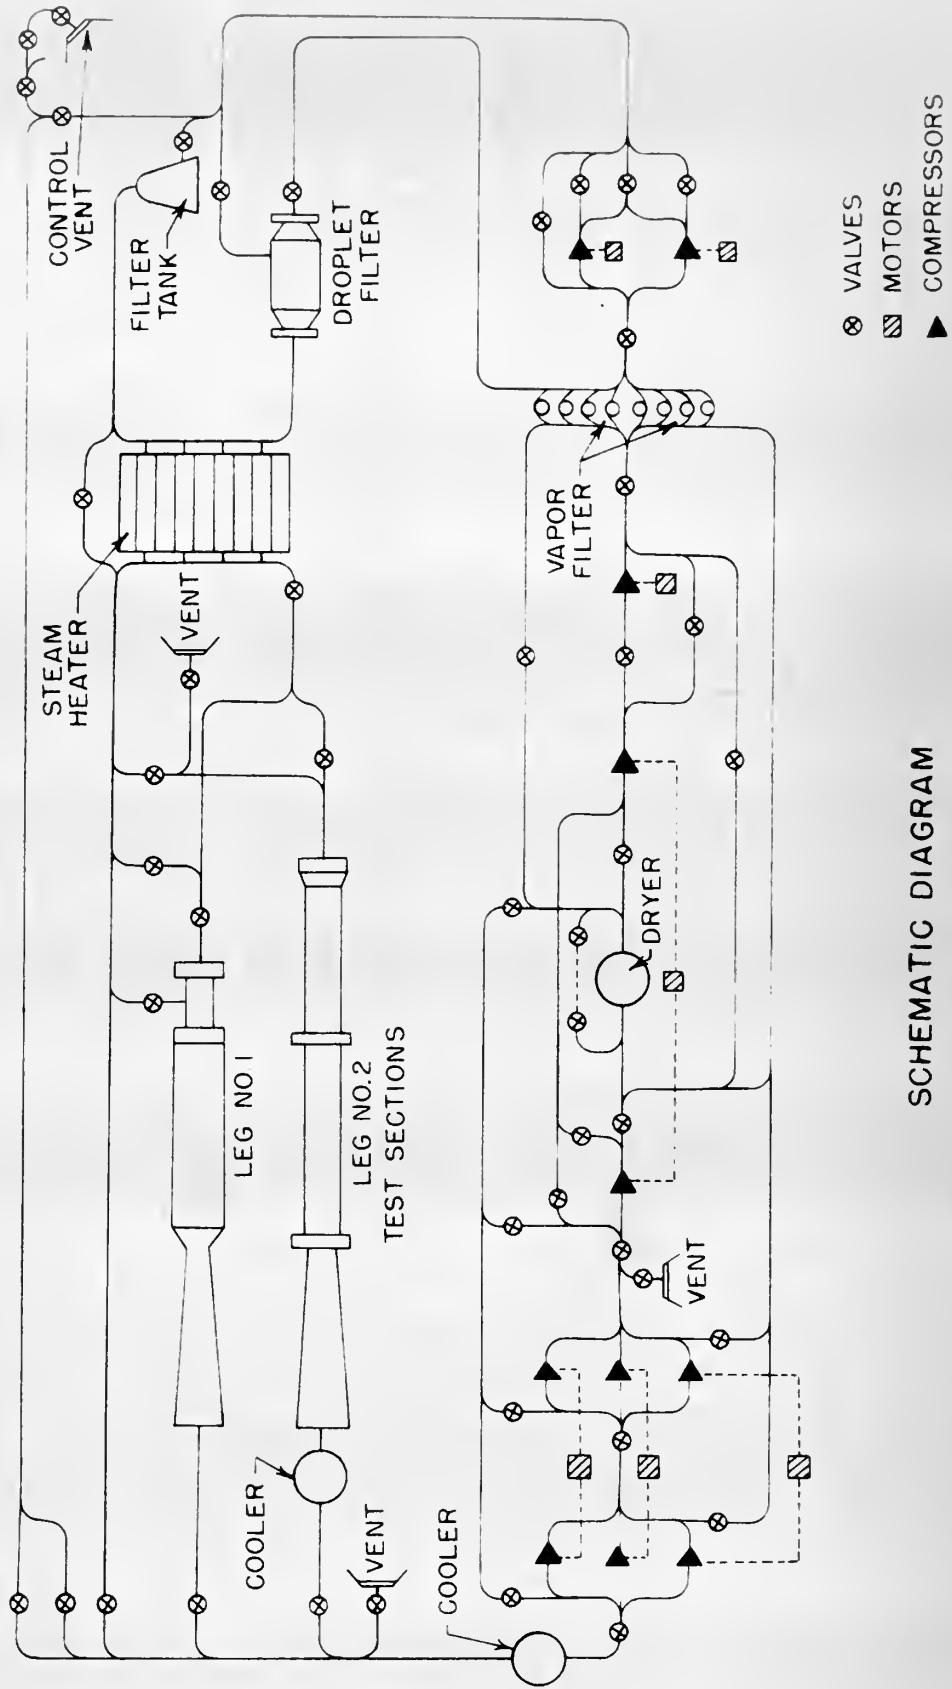 CONTROL
VENT
FILTER
TANK
DROPLET
FILTER
STEAM
HEATER
VENT
LEG NO. 1
LEG NO. 2
TEST SECTIONS
COOLER
VENT
COOLER
VAPOR
FILTER
DRYER
VENT
VALVES
MOTORS
COMPRESSORS
SCHEMATIC DIAGRAM